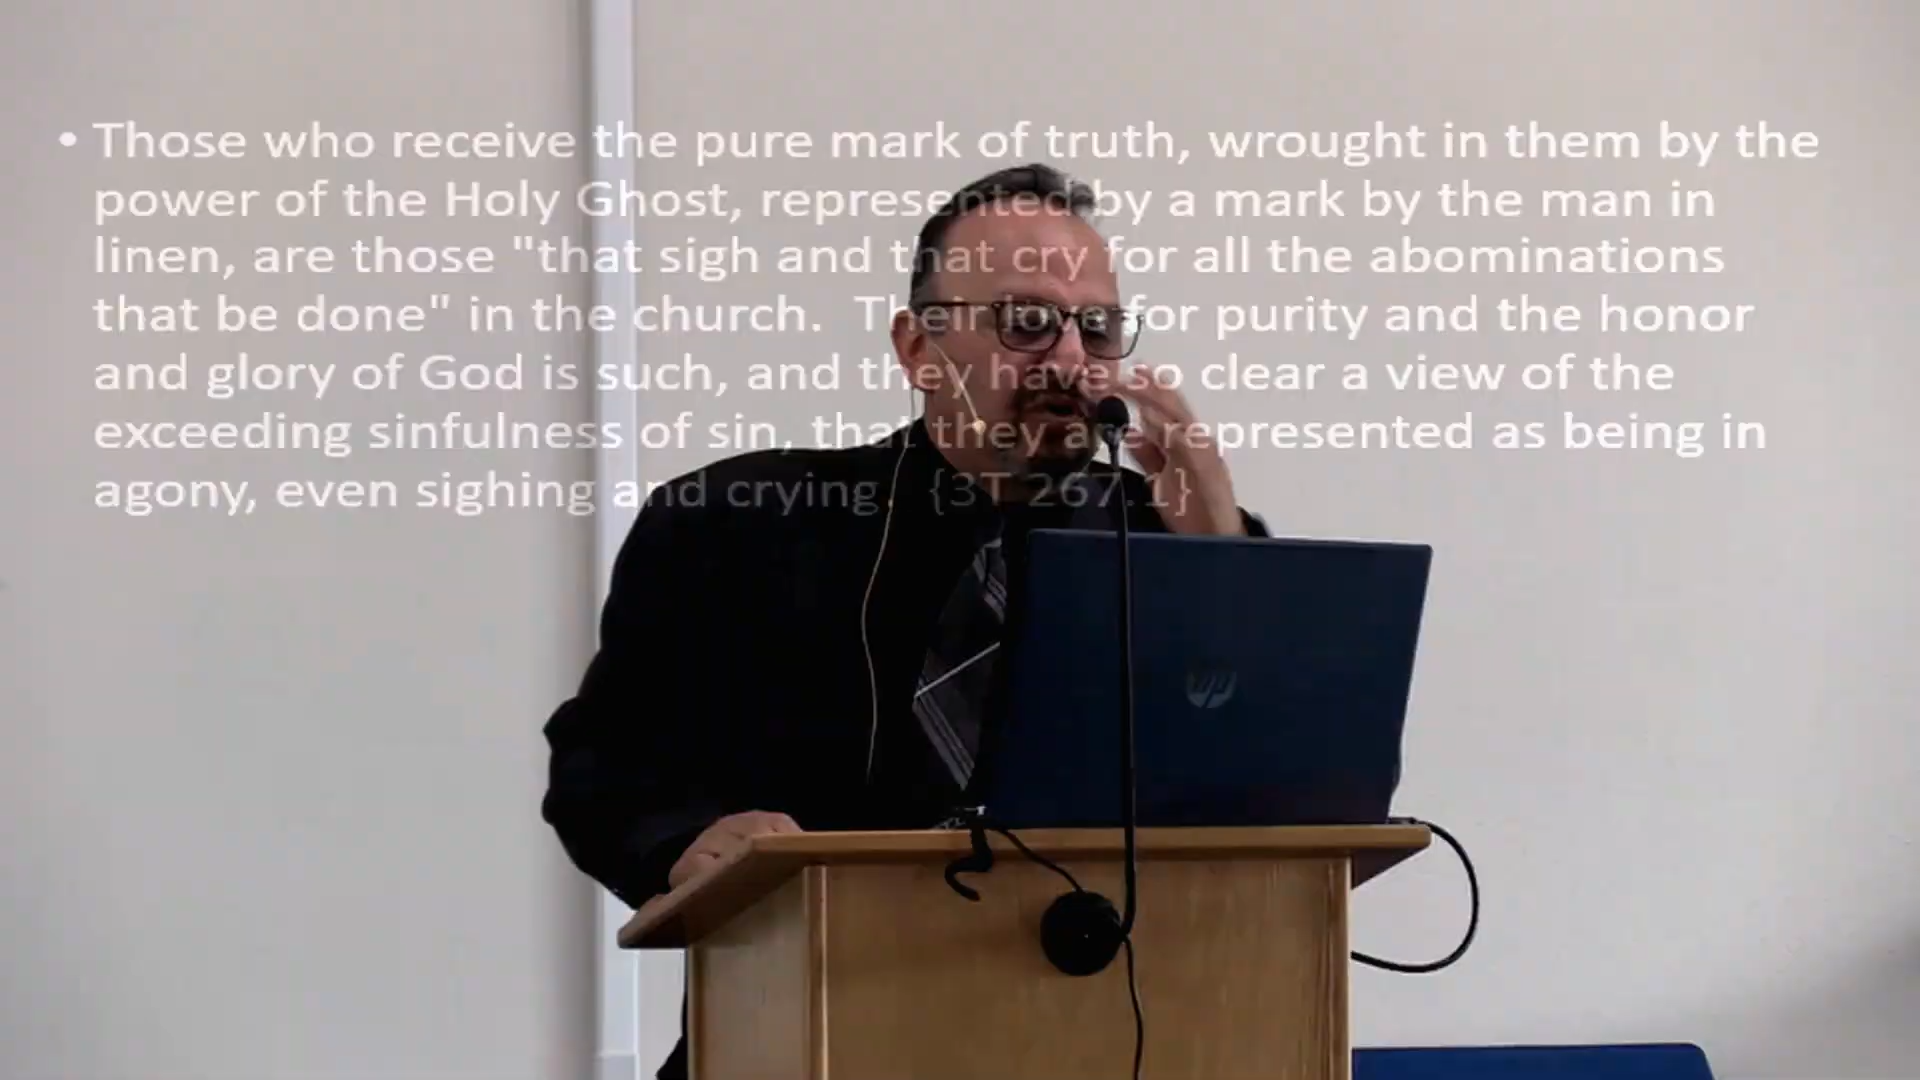 • Those who receive the pure mark of truth, wrought in them by the
power of the Holy Ghost, represented by a mark by the man in
linen, are those "that sigh and that cry for all the abominations
that be done" in the church.  Their love for purity and the honor
and glory of God is such, and they have so clear a view of the
exceeding sinfulness of sin, that they are represented as being in
agony, even sighing and crying.  {3T 267.1}
hp